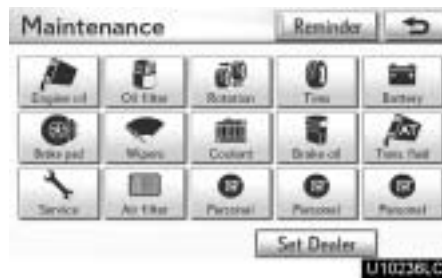 Maintenance Reminder
Engine oil Oil filter Rotation Tires Battery
Brake pad Wipers Coolant Brake oil Trans. fluid
Service Air filter Personal Personal Personal
Set Dealer
U10236LC